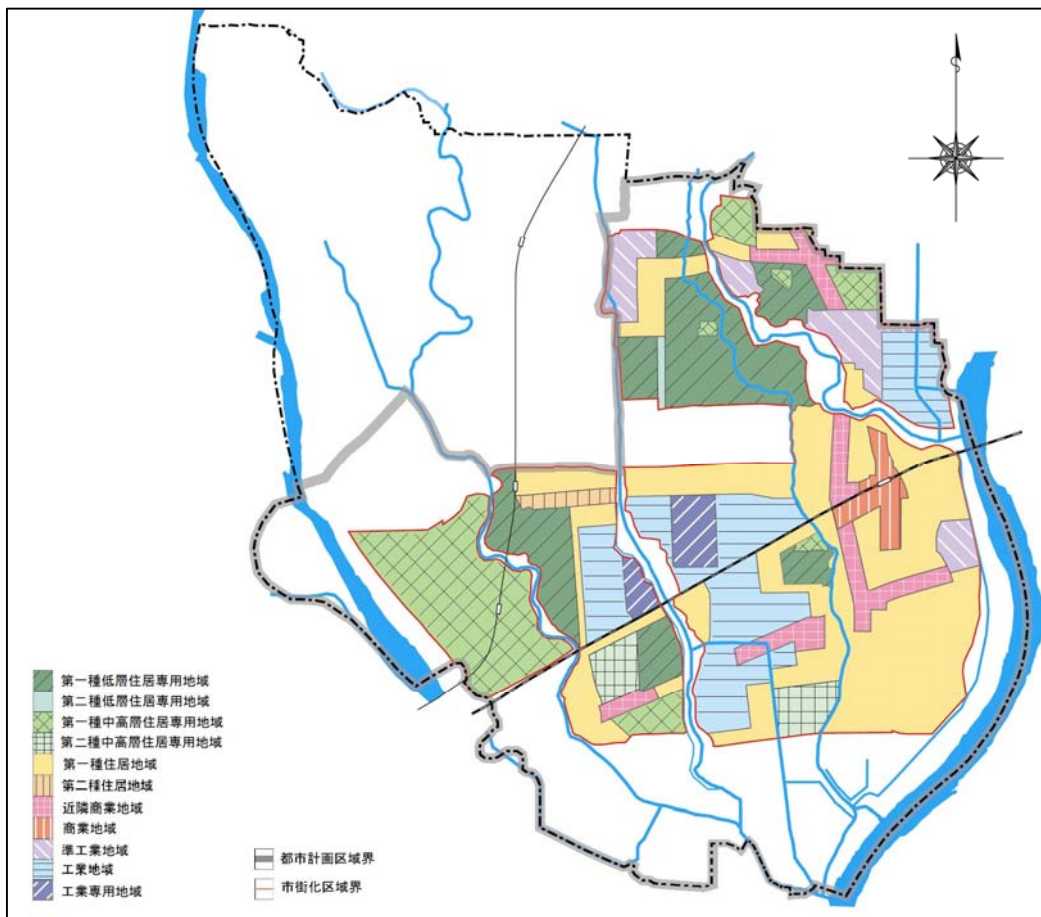 S
第一種低層住居専用地域
第二種低層住居専用地域
第一種中高層住居専用地域
第二種中高層住居専用地域
第一種住居地域
第二種住居地域
近隣商業地域
商業地域
準工業地域
工業地域
工業専用地域
都市計画区域界
市街化区域界